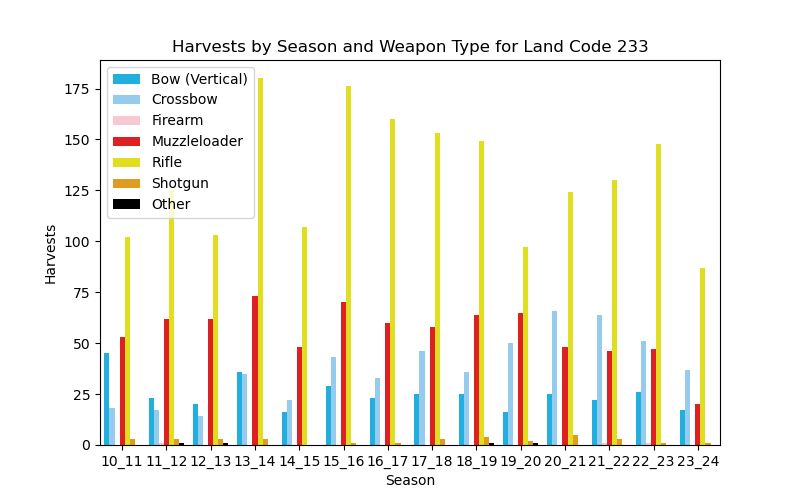 Harvests by Season and Weapon Type for Land Code 233
Bow (Vertical)
Crossbow
Firearm
Muzzleloader
Rifle
Shotgun
Other
175
150
125
100
75
50
25
0
Harvests
10_11 11_12 12_13 13_14 14_15 15_16 16_17 17_18 18_19 19_20 20_21 21_22 22_23 23_24
Season